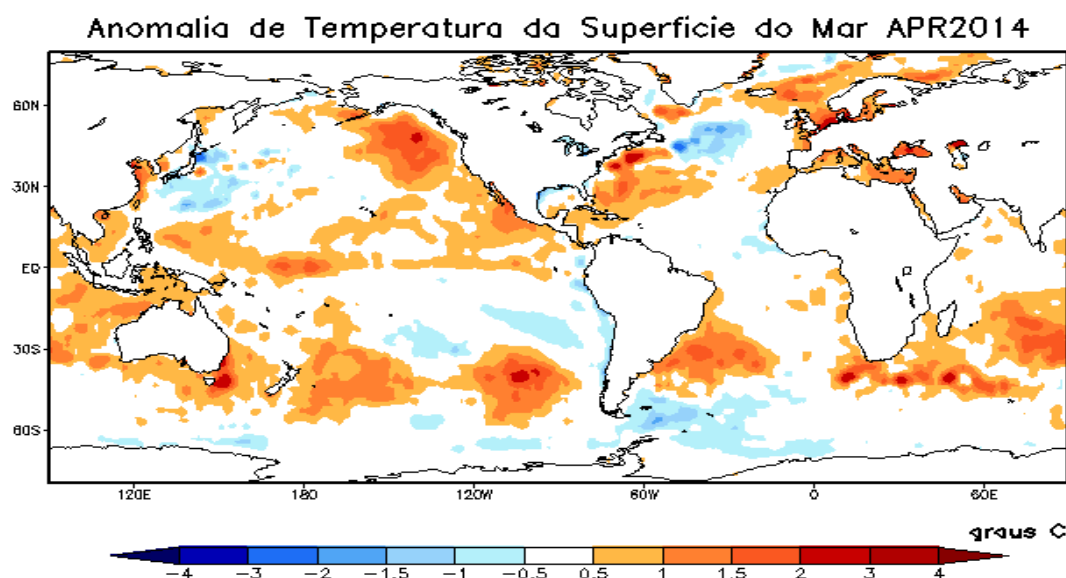 Anomalia de Temperatura da Superficie do Mar APR2014
60N
30N
EQ
30S
60S
120E 180 120W 60W 0 60E
graus C
-4 -3 -2 -1.5 -1 -0.5 0.5 1 1.5 2 3 4